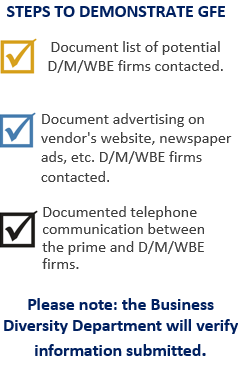 STEPS TO DEMONSTRATE GFE
Document list of potential
D/M/WBE firms contacted.
Document advertising on
vendor's website, newspaper
ads, etc. D/M/WBE firms
contacted.
Documented telephone
communication between
the prime and D/M/WBE
firms.
Please note: the Business
Diversity Department will verify
information submitted.